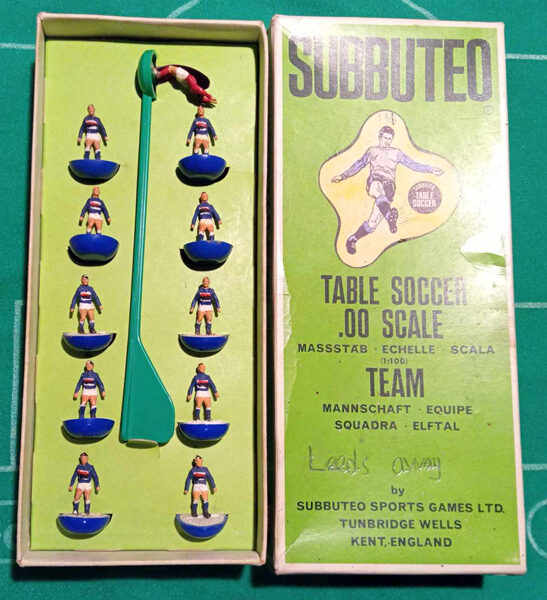 SUBBUTEO
©
SUBBUTEO
TABLE
SOCCER
TABLE SOCCER
.00 SCALE
MASSSTAB · ECHELLE · SCALA
(1:100)
TEAM
MANNSCHAFT · EQUIPE
SQUADRA · ELFTAL
Leeds away
by
SUBBUTEO SPORTS GAMES LTD.
TUNBRIDGE WELLS
KENT, ENGLAND